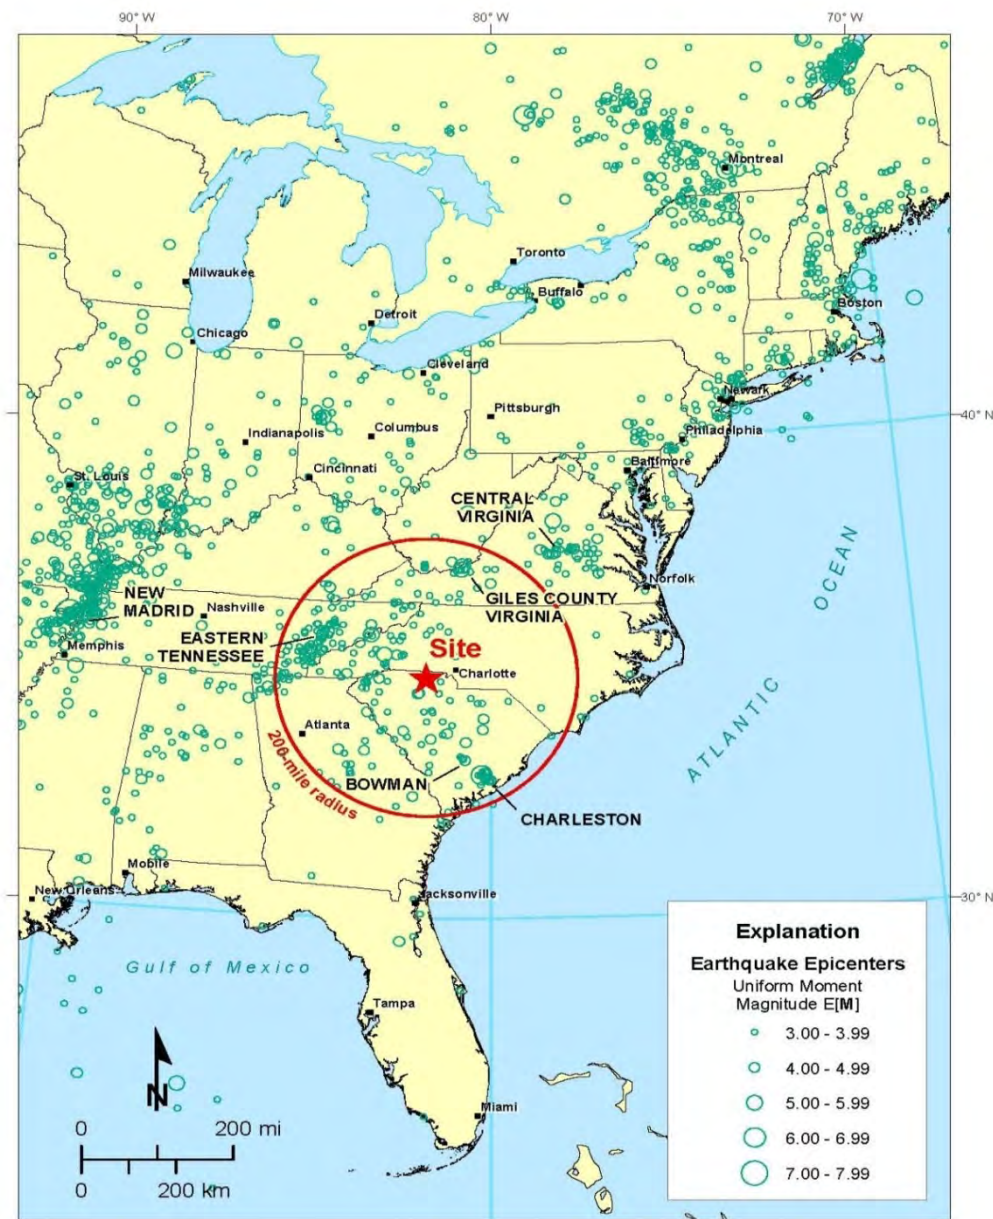 90° W
80° W
70° W
Montreal
Toronto
Milwaukee
Buffalo
Boston
Detroit
Chicago
Cleveland
Newark
40° N
Pittsburgh
Philadelphia
Indianapolis
Columbus
Baltimore
Cincinnati
St. Louis
CENTRAL
VIRGINIA
OCEAN
Norfolk
NEW
MADRID
GILES COUNTY
VIRGINIA
Nashville
EASTERN
TENNESSEE
Memphis
Site
Charlotte
ATLANTIC
Atlanta
200-mile radius
BOWMAN
CHARLESTON
Mobile
New Orleans
Jacksonville
30° N
Gulf of Mexico
Tampa
Miami
N
0 200 mi
0 200 km
Explanation
Earthquake Epicenters
Uniform Moment
Magnitude E[M]
3.00 - 3.99
4.00 - 4.99
5.00 - 5.99
6.00 - 6.99
7.00 - 7.99